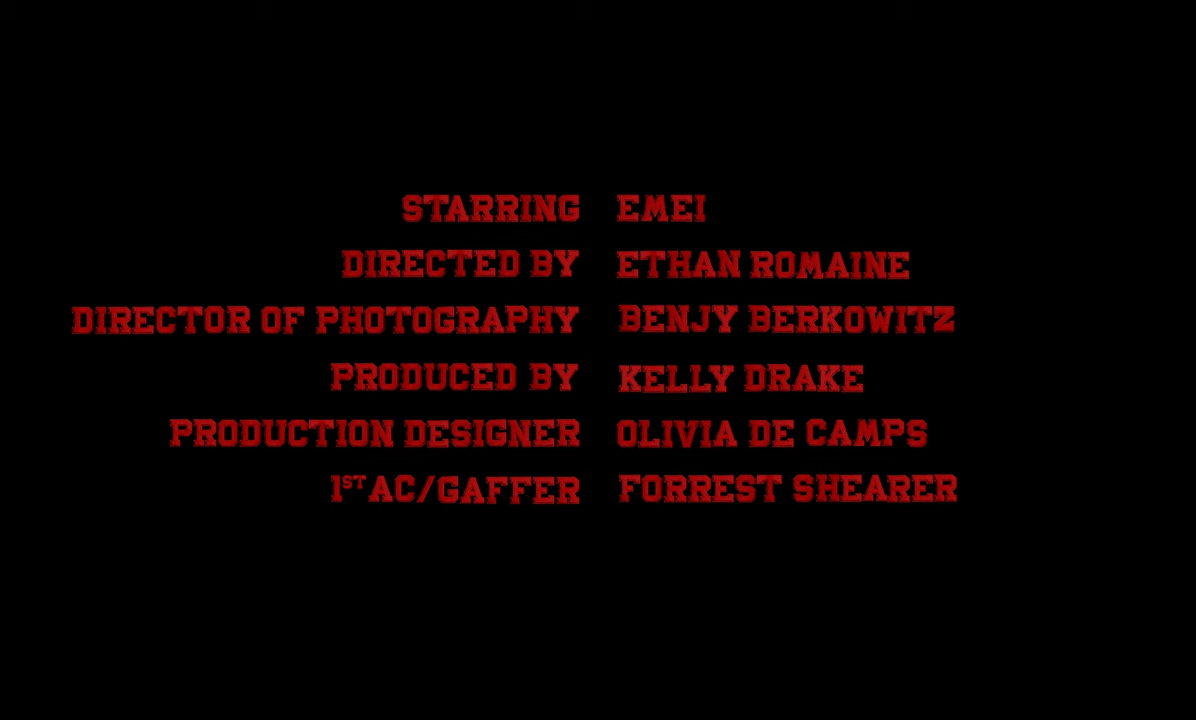 STARRING EMEI
DIRECTED BY ETHAN ROMAINE
DIRECTOR OF PHOTOGRAPHY BENJY BERKOWITZ
PRODUCED BY KELLY DRAKE
PRODUCTION DESIGNER OLIVIA DE CAMPS
1ST AC/GAFFER FORREST SHEARER